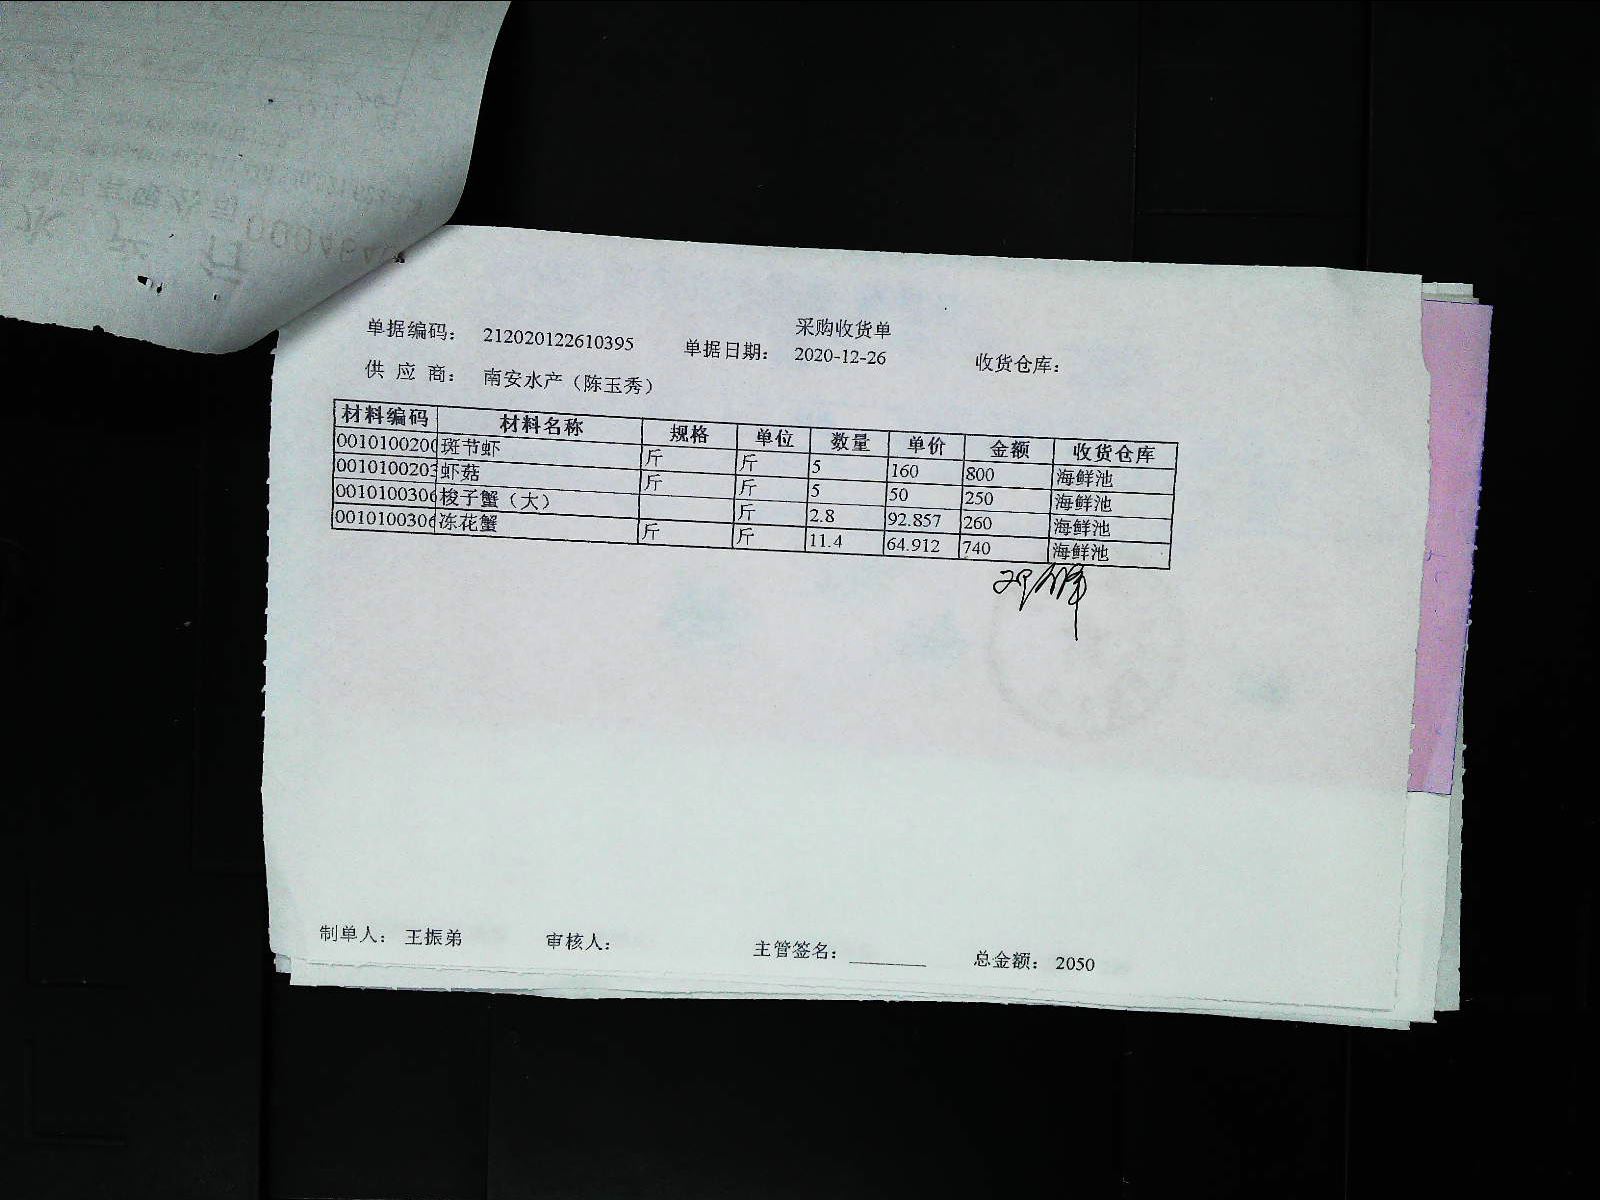 采购收货单
单据编码： 212020122610395 单据日期： 2020-12-26 收货仓库：
供 应 商： 南安水产（陈玉秀）
材料编码 材料名称 规格 单位 数量 单价 金额 收货仓库
0010100200 斑节虾 斤 斤 5 160 800 海鲜池
0010100203 虾菇 斤 斤 5 50 250 海鲜池
0010100306 梭子蟹（大） 斤 2.8 92.857 260 海鲜池
0010100306 冻花蟹 斤 斤 11.4 64.912 740 海鲜池
制单人： 王振弟 审核人： 主管签名： 总金额： 2050